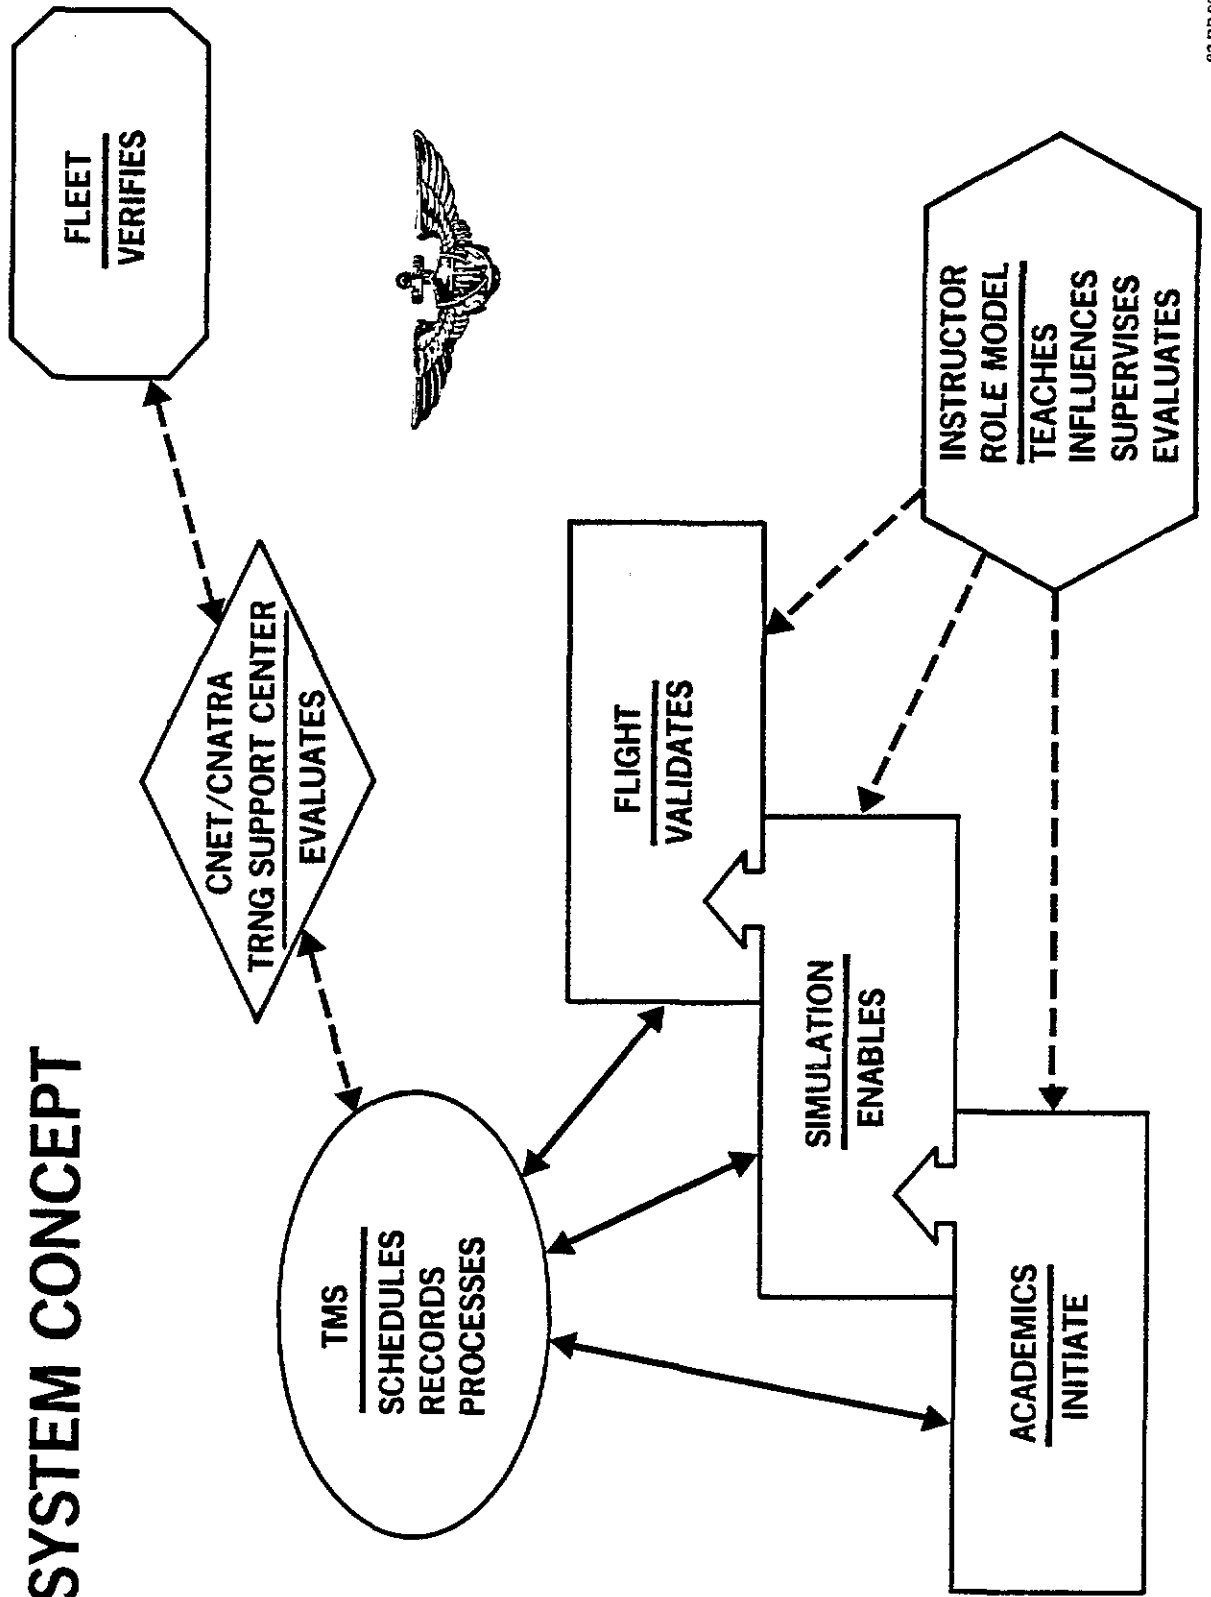 SYSTEM CONCEPT
FLEET
VERIFIES
CNET/CNATRA
TRNG SUPPORT CENTER
EVALUATES
TMS
SCHEDULES
RECORDS
PROCESSES
FLIGHT
VALIDATES
SIMULATION
ENABLES
ACADEMICS
INITIATE
INSTRUCTOR
ROLE MODEL
TEACHES
INFLUENCES
SUPERVISES
EVALUATES